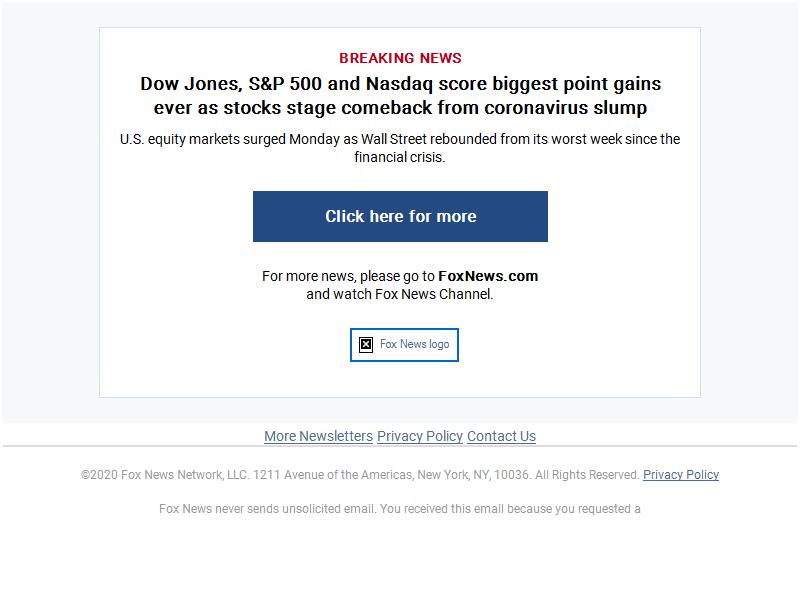 BREAKING NEWS
Dow Jones, S&P 500 and Nasdaq score biggest point gains
ever as stocks stage comeback from coronavirus slump
U.S. equity markets surged Monday as Wall Street rebounded from its worst week since the
financial crisis.
Click here for more
For more news, please go to FoxNews.com
and watch Fox News Channel.
Fox News logo
More Newsletters Privacy Policy Contact Us
©2020 Fox News Network, LLC. 1211 Avenue of the Americas, New York, NY, 10036. All Rights Reserved. Privacy Policy
Fox News never sends unsolicited email. You received this email because you requested a